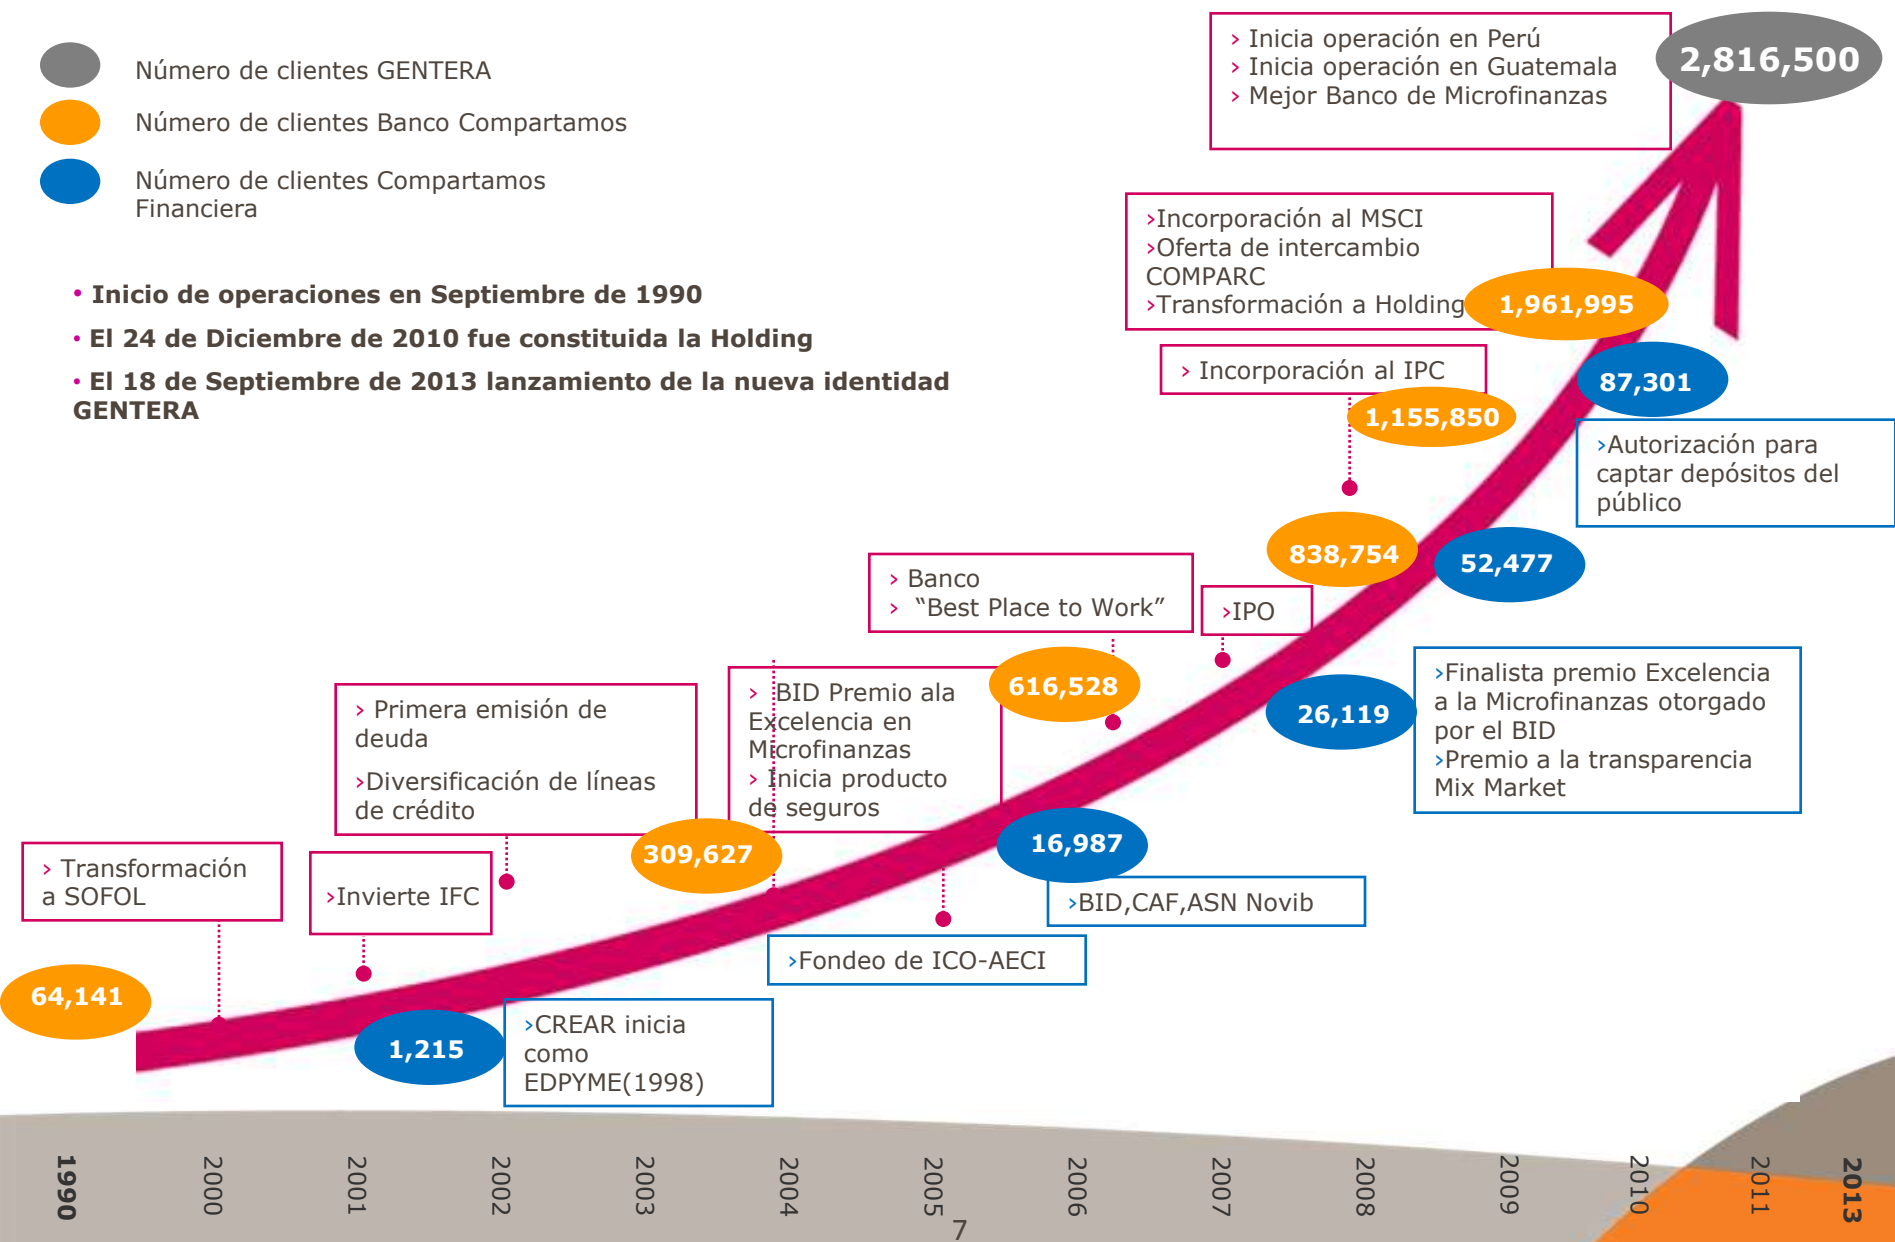 Número de clientes GENTERA
Número de clientes Banco Compartamos
Número de clientes Compartamos
Financiera
• Inicio de operaciones en Septiembre de 1990
• El 24 de Diciembre de 2010 fue constituida la Holding
• El 18 de Septiembre de 2013 lanzamiento de la nueva identidad
GENTERA
› Inicia operación en Perú
› Inicia operación en Guatemala
› Mejor Banco de Microfinanzas
2,816,500
›Incorporación al MSCI
›Oferta de intercambio
COMPARC
›Transformación a Holding
1,961,995
› Incorporación al IPC
1,155,850
87,301
›Autorización para
captar depósitos del
público
838,754
52,477
› Banco
› “Best Place to Work”
›IPO
616,528
26,119
›Finalista premio Excelencia
a la Microfinanzas otorgado
por el BID
›Premio a la transparencia
Mix Market
› Primera emisión de
deuda
›Diversificación de líneas
de crédito
› BID Premio ala
Excelencia en
Microfinanzas
› Inicia producto
de seguros
309,627
16,987
›BID,CAF,ASN Novib
› Transformación
a SOFOL
›Invierte IFC
›Fondeo de ICO-AECI
64,141
1,215
›CREAR inicia
como
EDPYME(1998)
1990
2000
2001
2002
2003
2004
2005
2006
2007
2008
2009
2010
2011
2013
7